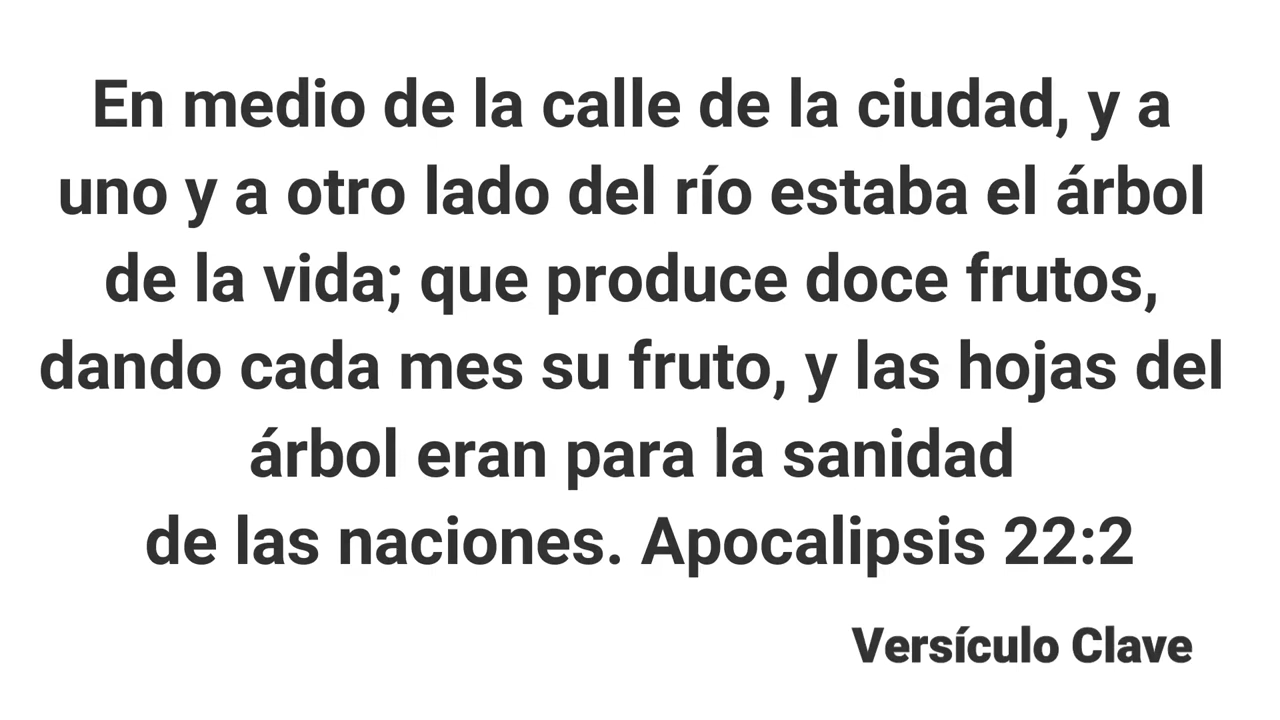 En medio de la calle de la ciudad, y a
uno y a otro lado del río estaba el árbol
de la vida; que produce doce frutos,
dando cada mes su fruto, y las hojas del
árbol eran para la sanidad
de las naciones. Apocalipsis 22:2
Versículo Clave